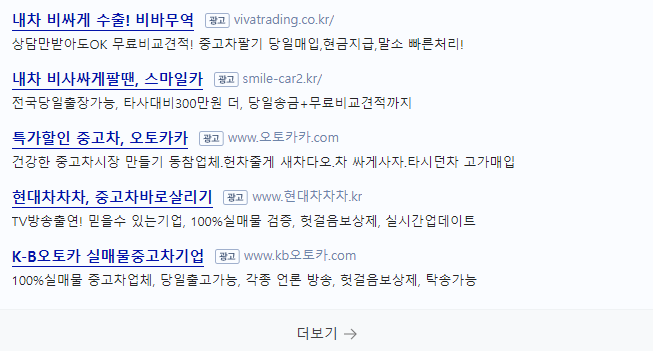 내차 비싸게 수출! 비바무역 광고 vivatrading.co.kr/
상담만받아도OK 무료비교견적! 중고차팔기 당일매입,현금지급,말소 빠른처리!
내차 비사싸게팔땐, 스마일카 광고 smile-car2.kr/
전국당일출장가능, 타사대비300만원 더, 당일송금+무료비교견적까지
특가할인 중고차, 오토카카 광고 www.오토카카.com
건강한 중고차시장 만들기 동참업체.헌차줄게 새차다오.차 싸게사자.타시던차 고가매입
현대차차차, 중고차바로살리기 광고 www.현대차차차.kr
TV방송출연! 믿을수 있는기업, 100%실매물 검증, 헛걸음보상제, 실시간업데이트
K-B오토카 실매물중고차기업 광고 www.kb오토카.com
100%실매물 중고차업체, 당일출고가능, 각종 언론 방송, 헛걸음보상제, 탁송가능
더보기 →